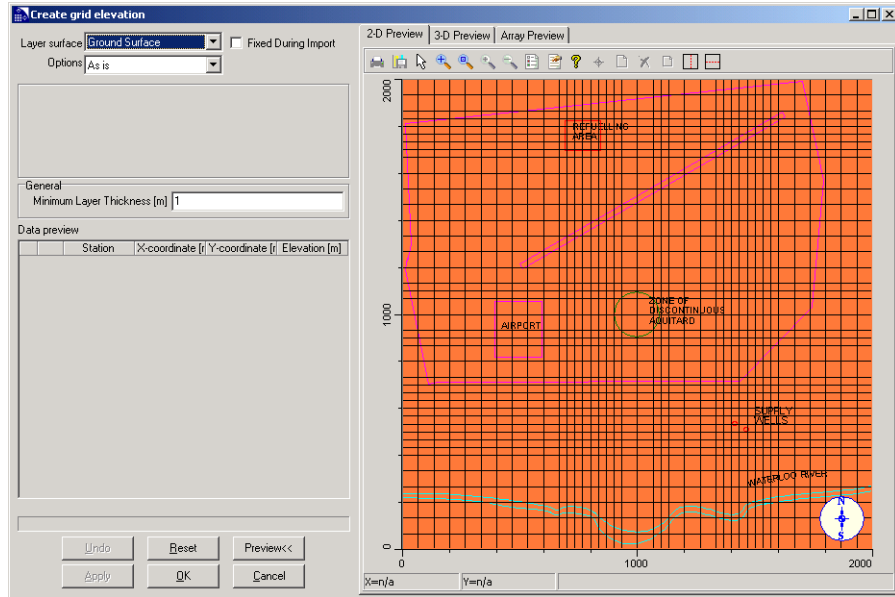 Create grid elevation
Layer surface Ground Surface Fixed During Import
Options As is
General
Minimum Layer Thickness [m] 1
Data preview
Station X-coordinate [r Y-coordinate [r Elevation [m]
Undo Reset Preview<<
Apply OK Cancel
2-D Preview 3-D Preview Array Preview
2000
REFUELLING
AREA
1000
ZONE OF
DISCONTINUOUS
AQUITARD
AIRPORT
SUPPLY
WELLS
WATERLOO RIVER
N
S
0
0 1000 2000
X=n/a Y=n/a